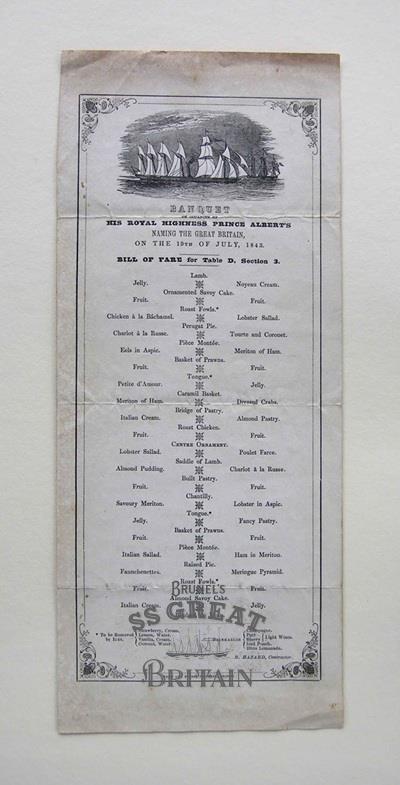 BANQUET
ON OCCASION OF
HIS ROYAL HIGHNESS PRINCE ALBERT'S
NAMING THE GREAT BRITAIN,
ON THE 19TH OF JULY, 1843.
BILL OF FARE for Table D, Section 3.
Lamb.
Jelly. Noyeau Cream.
Ornamented Savoy Cake.
Fruit. Fruit.
Roast Fowls.*
Chicken à la Bâchamel. Lobster Sallad.
Perugat Pie.
Charlot à la Russe. Tourte and Coronet.
Pièce Montée.
Eels in Aspic. Meriton of Ham.
Basket of Prawns.
Fruit. Fruit.
Tongue.*
Petite d'Amour. Jelly.
Caramil Basket.
Meriton of Ham. Dressed Crabs.
Bridge of Pastry.
Italian Cream. Almond Pastry.
Roast Chicken.
Fruit. Fruit.
CENTRE ORNAMENT.
Lobster Sallad. Poulet Farce.
Saddle of Lamb.
Almond Pudding. Charlot à la Russe.
Built Pastry.
Fruit. Fruit.
Chantilly.
Savoury Meriton. Lobster in Aspic.
Tongue.*
Jelly. Fancy Pastry.
Basket of Prawns.
Fruit. Fruit.
Pièce Montée.
Italian Sallad. Ham in Meriton.
Raised Pie.
Faunchenettes. Meringue Pyramid.
Roast Fowls.*
Fruit. Fruit.
Almond Savoy Cake.
Italian Cream. Jelly.
* To be Removed by Ices.
Strawberry, Cream.
Lemon, Water.
Vanilla, Cream.
Currant, Water.
Port
Sherry
Iced Punch.
Ditto Lemonade.
Light Wines.
R. HAZARD, Contractor.
BRUNEL'S
SS GREAT
BRITAIN